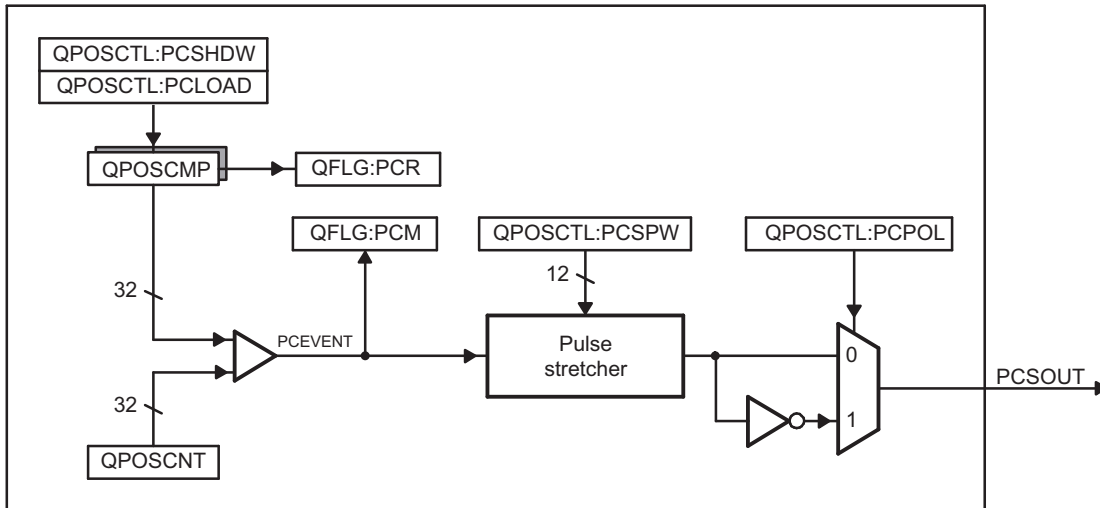 QPOSCTL:PCSHDW
QPOSCTL:PCLOAD
QPOSCMP
QFLG:PCR
QFLG:PCM
QPOSCTL:PCSPW
QPOSCTL:PCPOL
12
32
PCEVENT
Pulse
stretcher
0
1
PCSOUT
32
QPOSCNT